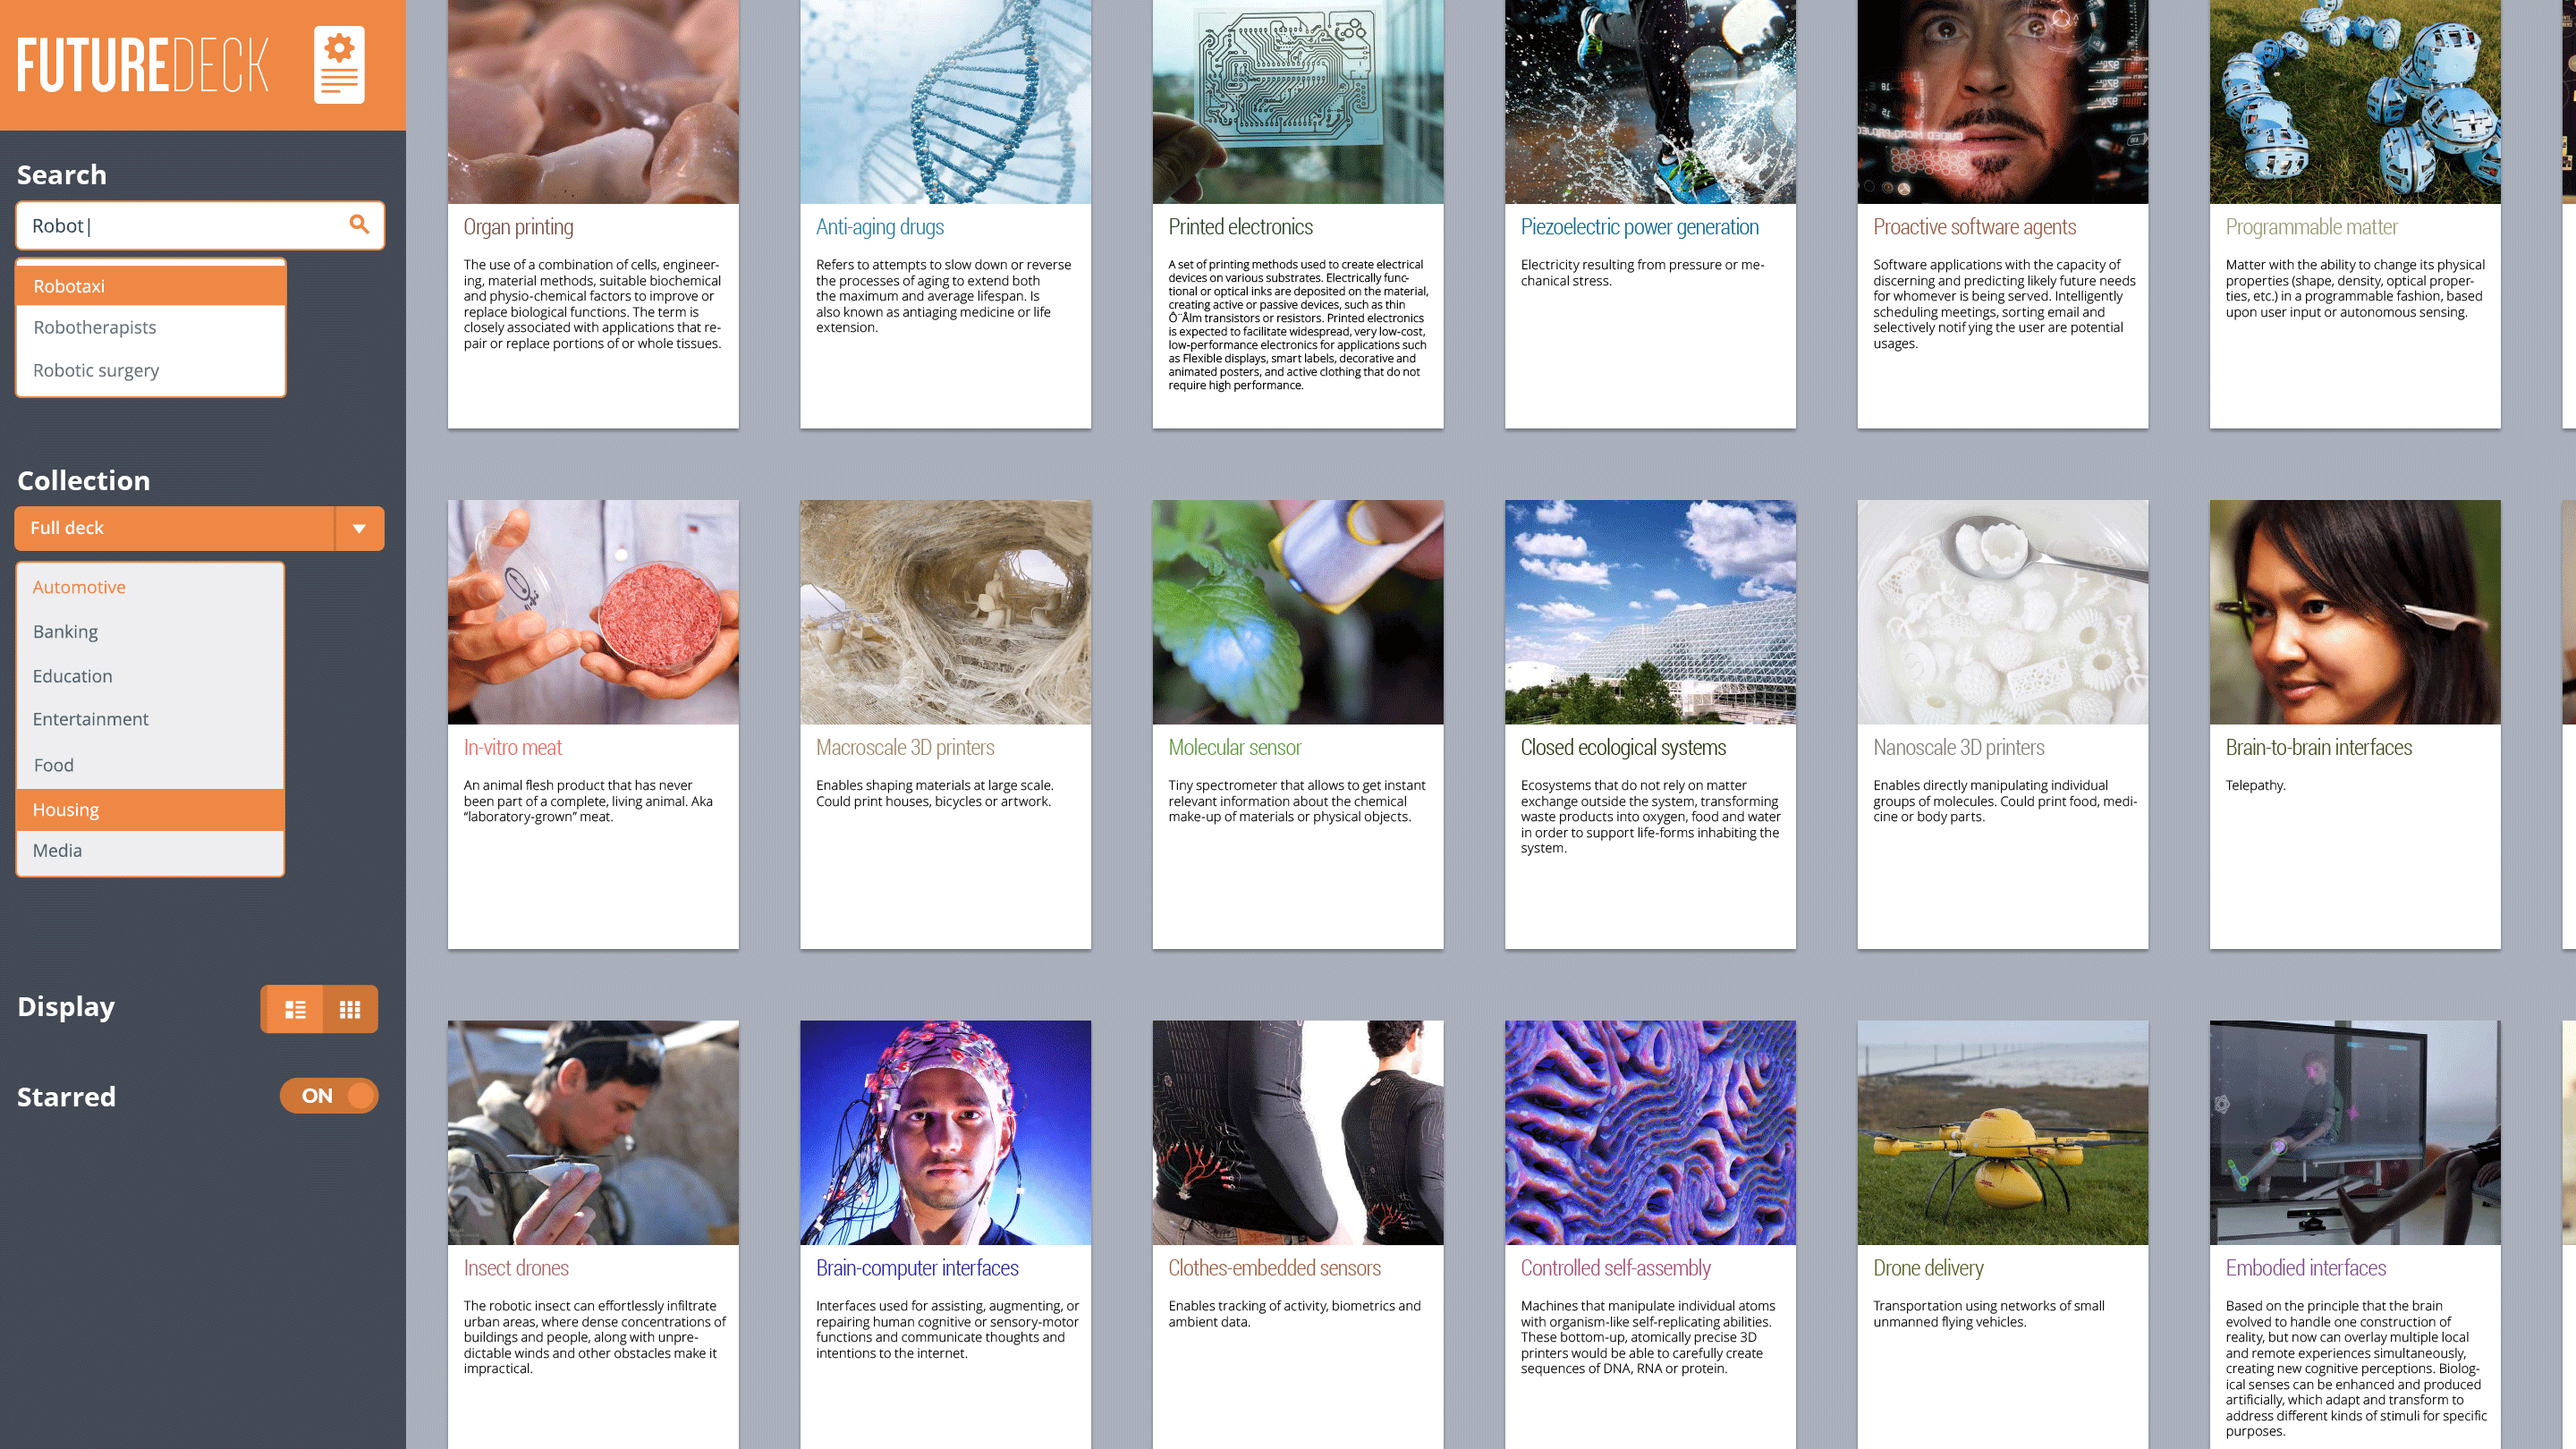 FUTUREDECK
Search
Robot|
Robotaxi
Robotherapists
Robotic surgery
Collection
Full deck
Automotive
Banking
Education
Entertainment
Food
Housing
Media
Display
Starred
ON
Organ printing
The use of a combination of cells, engineer-
ing, material methods, suitable biochemical
and physio-chemical factors to improve or
replace biological functions. The term is
closely associated with applications that re-
pair or replace portions of or whole tissues.
Anti-aging drugs
Refers to attempts to slow down or reverse
the processes of aging to extend both
the maximum and average lifespan. Is
also known as antiaging medicine or life
extension.
Printed electronics
A set of printing methods used to create electrical
devices on various substrates. Electrically func-
tional or optical inks are deposited on the material,
creating active or passive devices, such as thin
Ô¨Ålm transistors or resistors. Printed electronics
is expected to facilitate widespread, very low-cost,
low-performance electronics for applications such
as Flexible displays, smart labels, decorative and
animated posters, and active clothing that do not
require high performance.
Piezoelectric power generation
Electricity resulting from pressure or me-
chanical stress.
Proactive software agents
Software applications with the capacity of
discerning and predicting likely future needs
for whomever is being served. Intelligently
scheduling meetings, sorting email and
selectively notif ying the user are potential
usages.
Programmable matter
Matter with the ability to change its physical
properties (shape, density, optical proper-
ties, etc.) in a programmable fashion, based
upon user input or autonomous sensing.
In-vitro meat
An animal flesh product that has never
been part of a complete, living animal. Aka
“laboratory-grown” meat.
Macroscale 3D printers
Enables shaping materials at large scale.
Could print houses, bicycles or artwork.
Molecular sensor
Tiny spectrometer that allows to get instant
relevant information about the chemical
make-up of materials or physical objects.
Closed ecological systems
Ecosystems that do not rely on matter
exchange outside the system, transforming
waste products into oxygen, food and water
in order to support life-forms inhabiting the
system.
Nanoscale 3D printers
Enables directly manipulating individual
groups of molecules. Could print food, medi-
cine or body parts.
Brain-to-brain interfaces
Telepathy.
Insect drones
The robotic insect can effortlessly infiltrate
urban areas, where dense concentrations of
buildings and people, along with unpre-
dictable winds and other obstacles make it
impractical.
Brain-computer interfaces
Interfaces used for assisting, augmenting, or
repairing human cognitive or sensory-motor
functions and communicate thoughts and
intentions to the internet.
Clothes-embedded sensors
Enables tracking of activity, biometrics and
ambient data.
Controlled self-assembly
Machines that manipulate individual atoms
with organism-like self-replicating abilities.
These bottom-up, atomically precise 3D
printers would be able to carefully create
sequences of DNA, RNA or protein.
Drone delivery
Transportation using networks of small
unmanned flying vehicles.
Embodied interfaces
Based on the principle that the brain
evolved to handle one construction of
reality, but now can overlay multiple local
and remote experiences simultaneously,
creating new cognitive perceptions. Biolog-
ical senses can be enhanced and produced
artificially, which adapt and transform to
address different kinds of stimuli for specific
purposes.